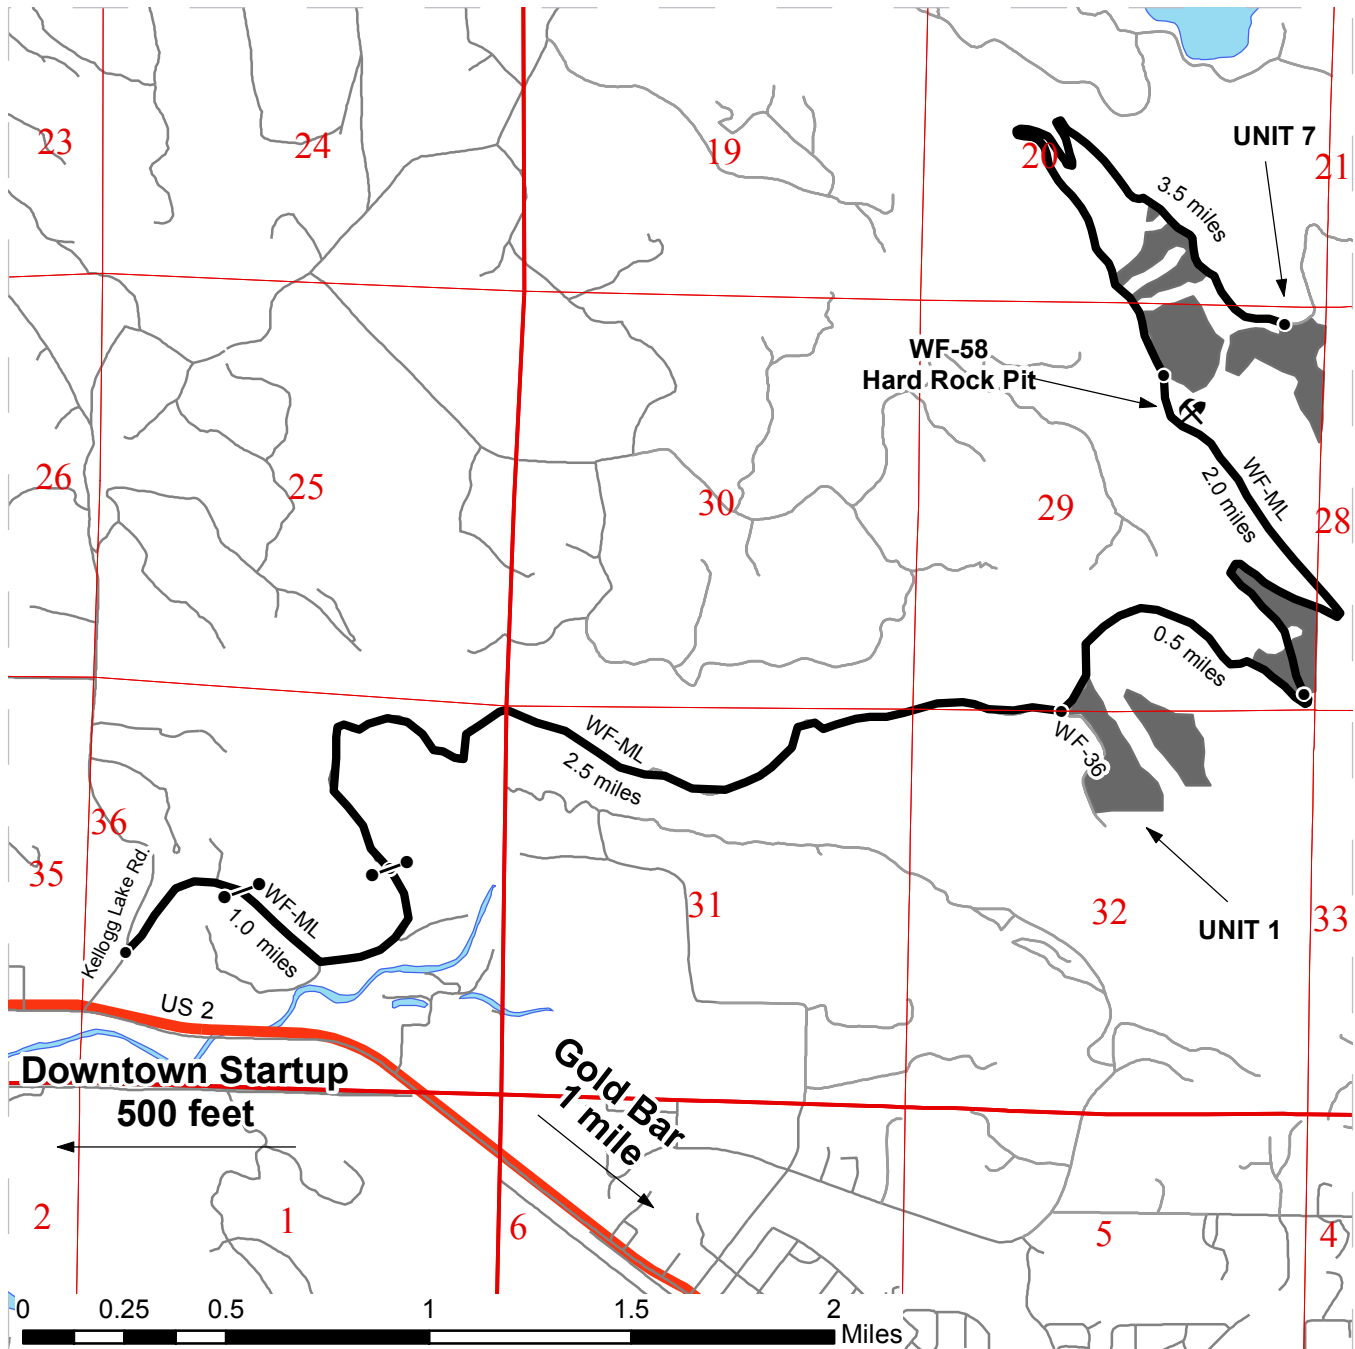 23
24
19
20
UNIT 7
21
3.5 miles
WF-58
Hard Rock Pit
26
25
30
29
WF-ML
2.0 miles
28
0.5 miles
WF-ML
2.5 miles
WF-36
36
35
Kellogg Lake Rd.
WF-ML
1.0 miles
31
32
33
UNIT 1
US 2
Downtown Startup
500 feet
Gold Bar
1 mile
2
1
6
5
4
0 0.25 0.5 1 1.5 2
Miles